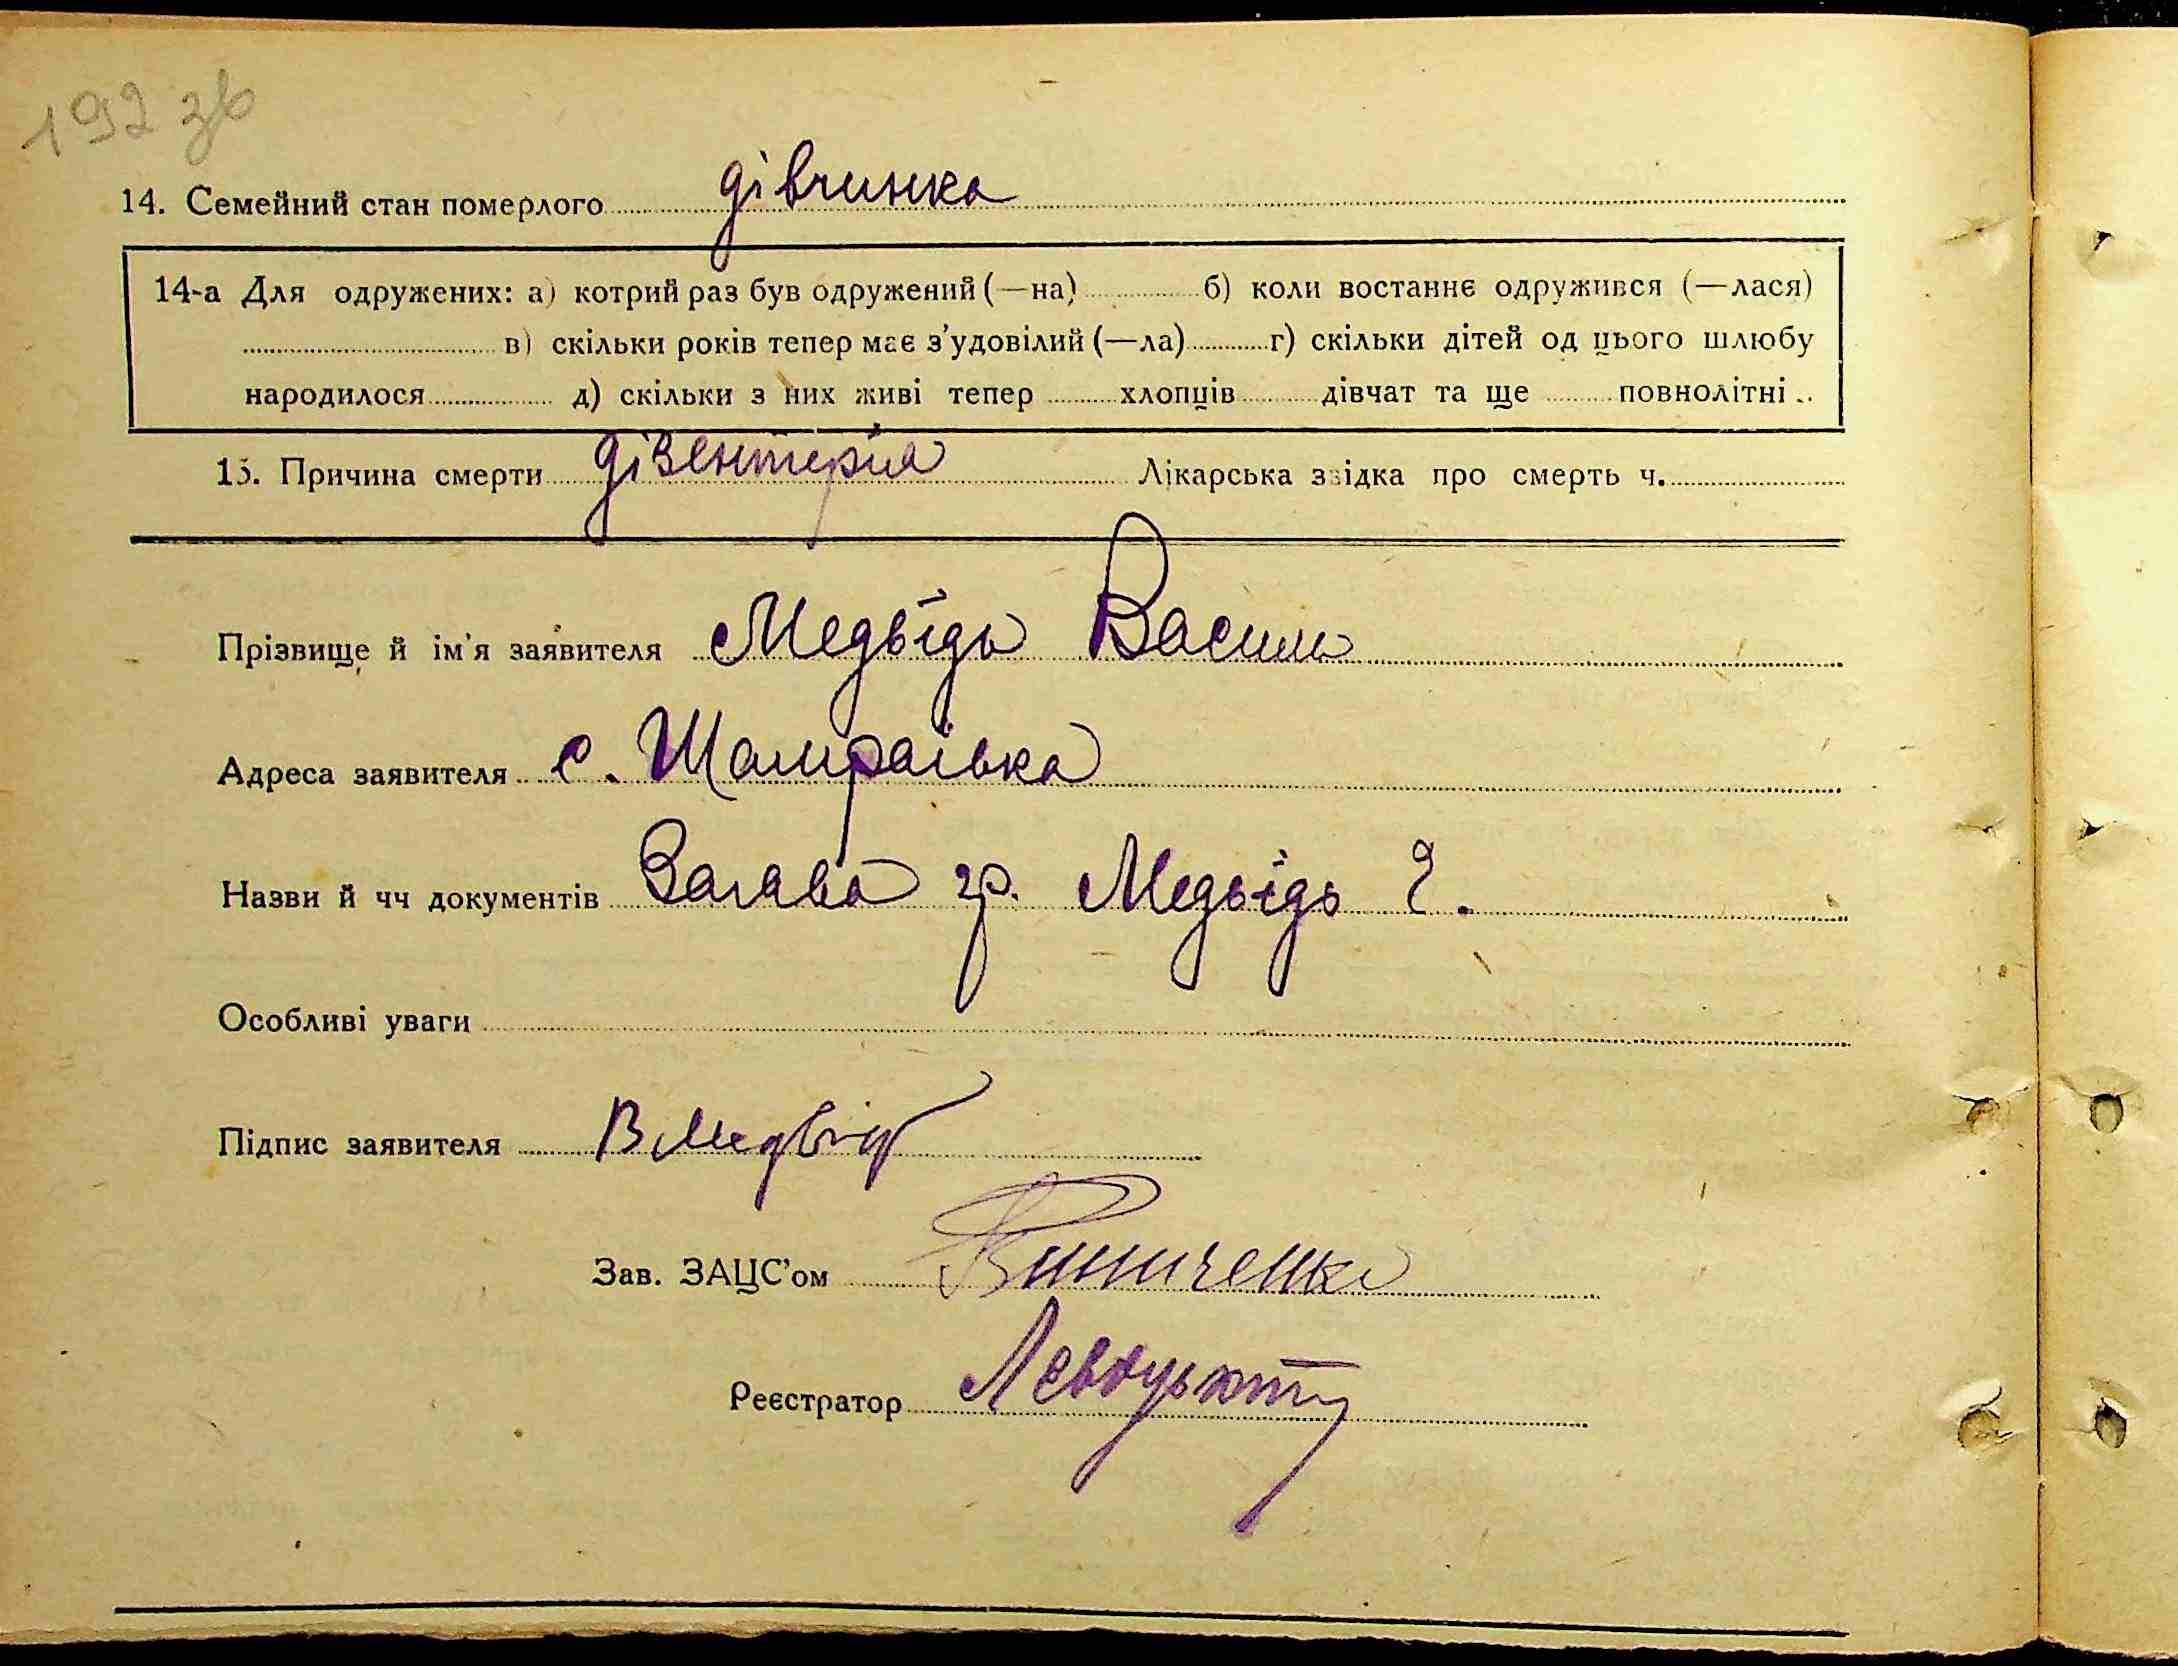 192 зв
14. Семейний стан померлого дівчинка
14-а Для одружених: а) котрий раз був одружений (—на) б) коли востаннє одружився (—лася)
в) скільки років тепер має з'удовілий (—ла) г) скільки дітей од цього шлюбу
народилося д) скільки з них живі тепер хлопців дівчат та ще повнолітні
15. Причина смерти дізентерия Лікарська звідка про смерть ч.
Прізвище й ім'я заявителя Медвідь Василь
Адреса заявителя с. Шамраівка
Назви й чч документів Заява гр. Медвідь
Особливі уваги
Підпис заявителя В Медвідь
Зав. ЗАЦС'ом Винниченко
Реєстратор